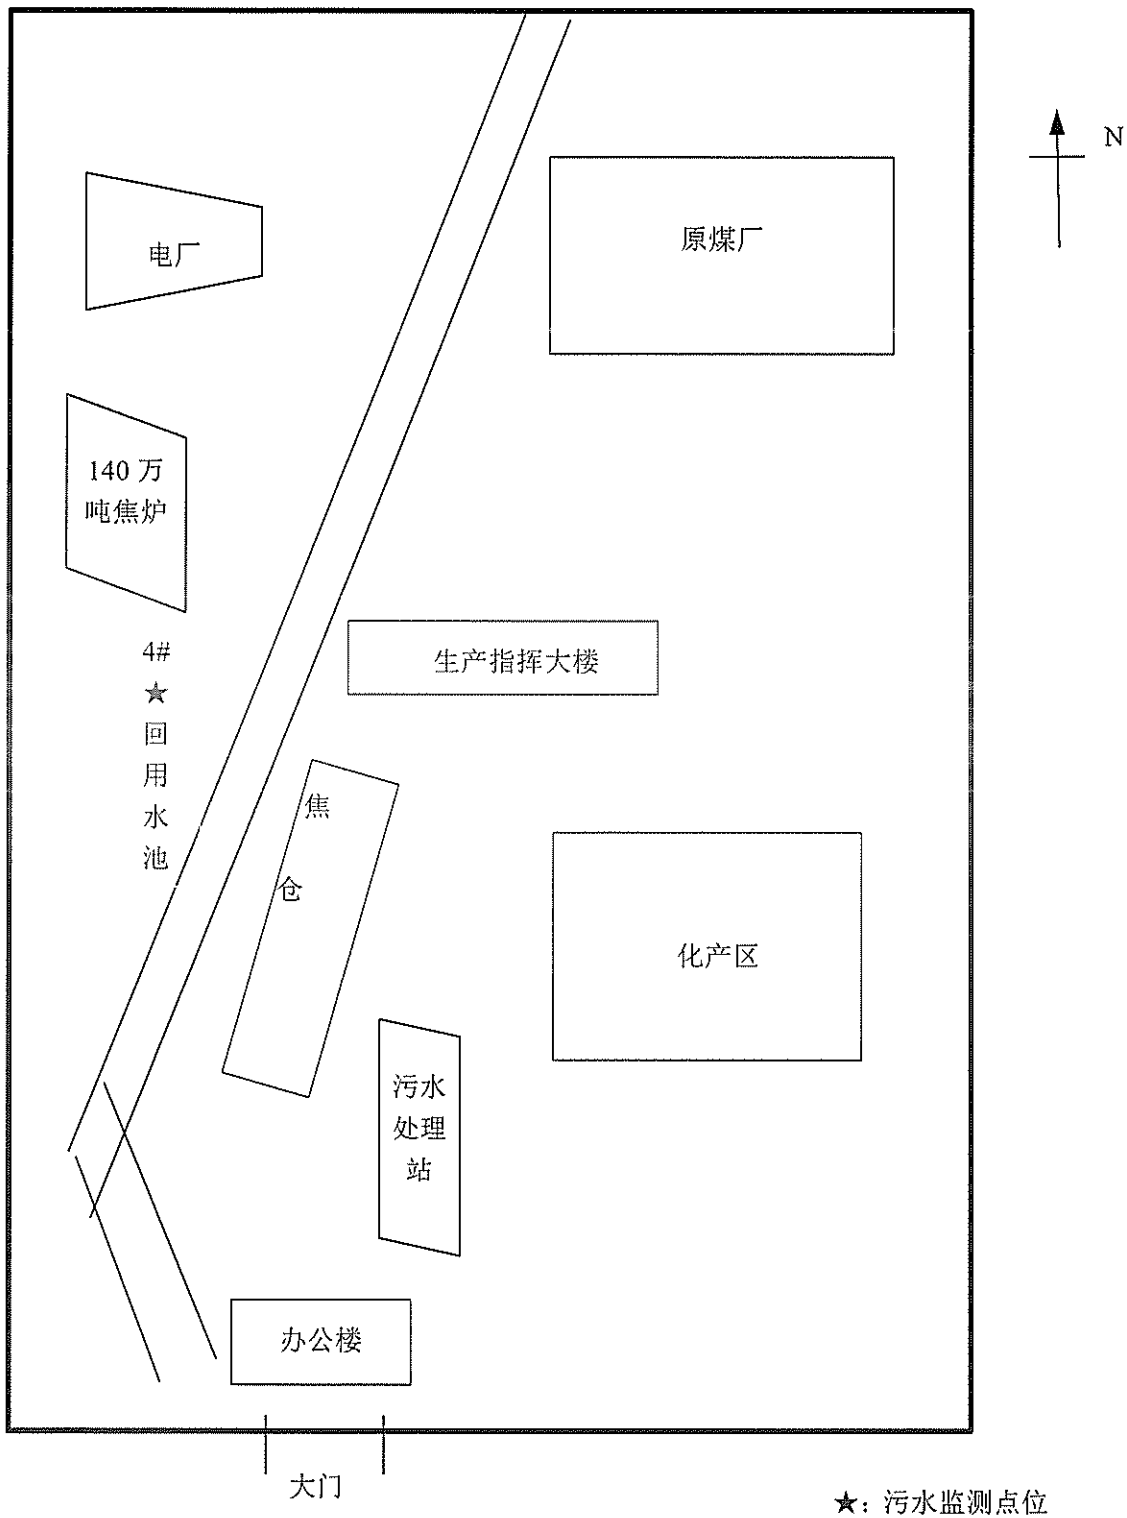 N
电厂
原煤厂
140 万
吨焦炉
4#
★
回
用
水
池
生产指挥大楼
焦
仓
化产区
污水
处理
站
办公楼
大门
★：污水监测点位